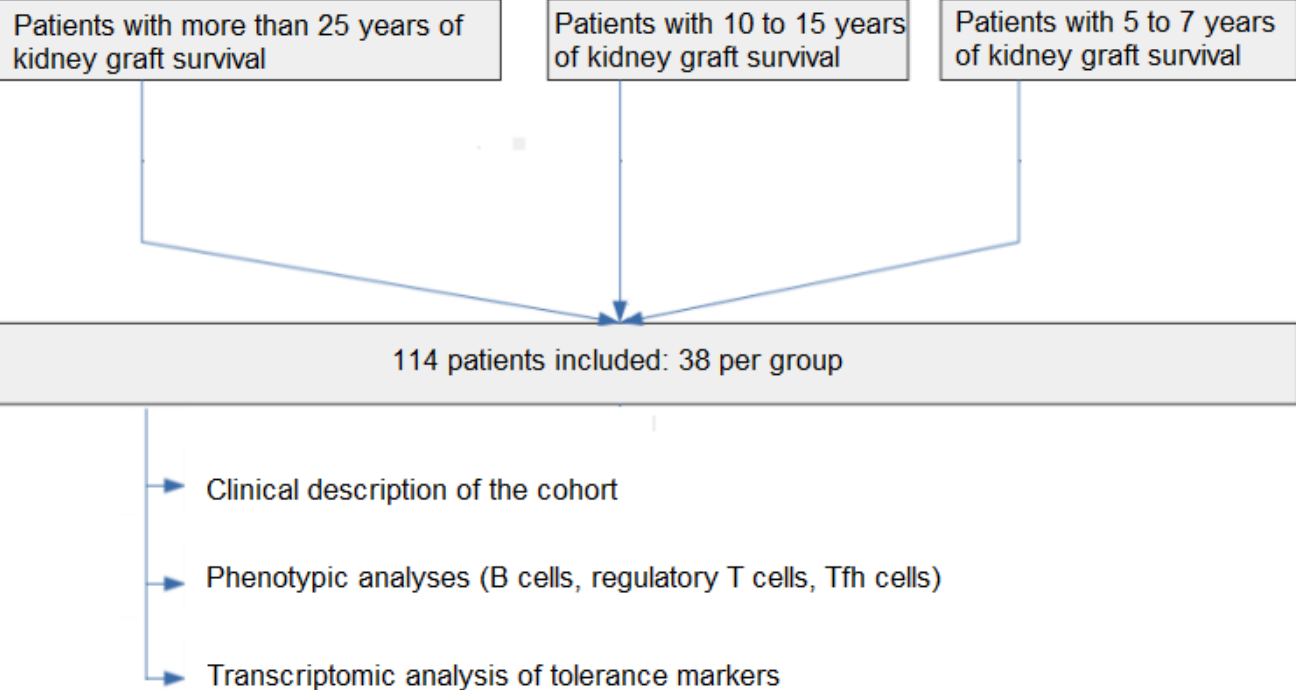 Patients with more than 25 years of
kidney graft survival
Patients with 10 to 15 years
of kidney graft survival
Patients with 5 to 7 years
of kidney graft survival
114 patients included: 38 per group
Clinical description of the cohort
Phenotypic analyses (B cells, regulatory T cells, Tfh cells)
Transcriptomic analysis of tolerance markers